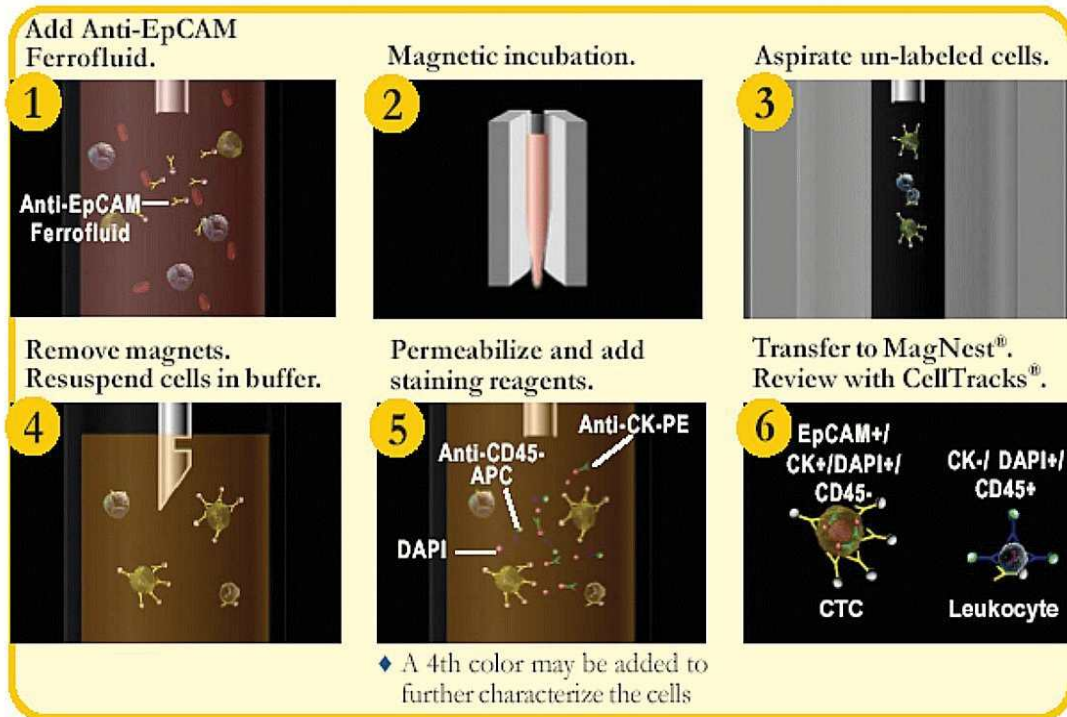 Add Anti-EpCAM
Ferrofluid.
1
Anti-EpCAM
Ferrofluid
Magnetic incubation.
2
Aspirate un-labeled cells.
3
Remove magnets.
Resuspend cells in buffer.
4
Permeabilize and add
staining reagents.
5
Anti-CK-PE
Anti-CD45-
APC
DAPI
♦ A 4th color may be added to
further characterize the cells
Transfer to MagNest®.
Review with CellTracks®.
6
EpCAM+/
CK+/DAPI+/
CD45-
CTC
CK-/ DAPI+/
CD45+
Leukocyte